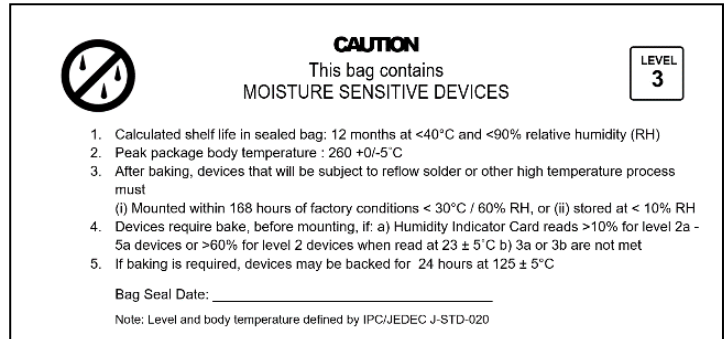 CAUTION
This bag contains
MOISTURE SENSITIVE DEVICES
LEVEL
3
1. Calculated shelf life in sealed bag: 12 months at <40°C and <90% relative humidity (RH)
2. Peak package body temperature : 260 +0/-5°C
3. After baking, devices that will be subject to reflow solder or other high temperature process
must
(i) Mounted within 168 hours of factory conditions < 30°C / 60% RH, or (ii) stored at < 10% RH
4. Devices require bake, before mounting, if: a) Humidity Indicator Card reads >10% for level 2a -
5a devices or >60% for level 2 devices when read at 23 ± 5°C b) 3a or 3b are not met
5. If baking is required, devices may be backed for 24 hours at 125 ± 5°C
Bag Seal Date: ____________________
Note: Level and body temperature defined by IPC/JEDEC J-STD-020